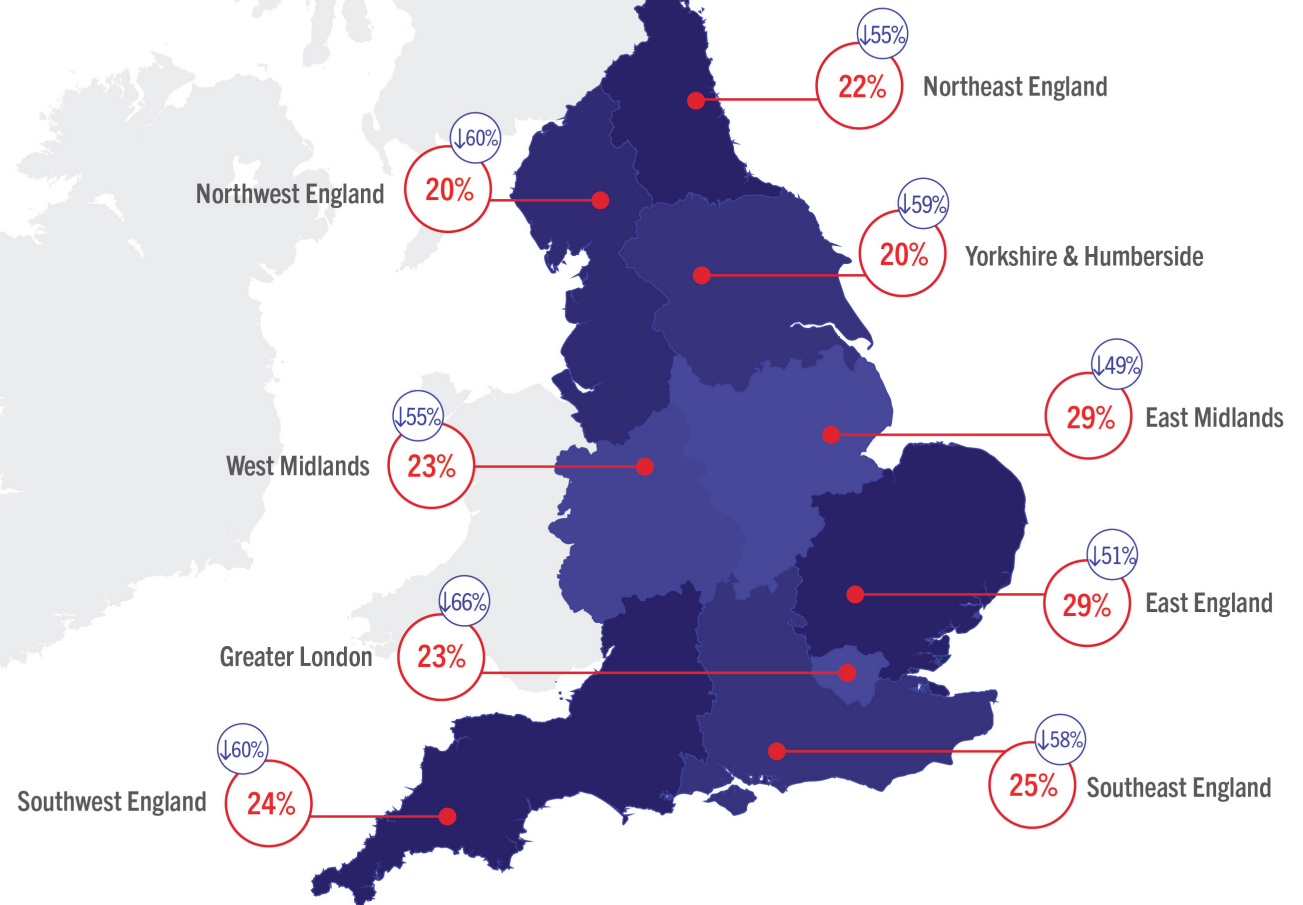 ↓55%
22%
Northeast England
↓60%
20%
Northwest England
↓59%
20%
Yorkshire & Humberside
↓49%
29%
East Midlands
↓55%
23%
West Midlands
↓51%
29%
East England
↓66%
23%
Greater London
↓58%
25%
Southeast England
↓60%
24%
Southwest England